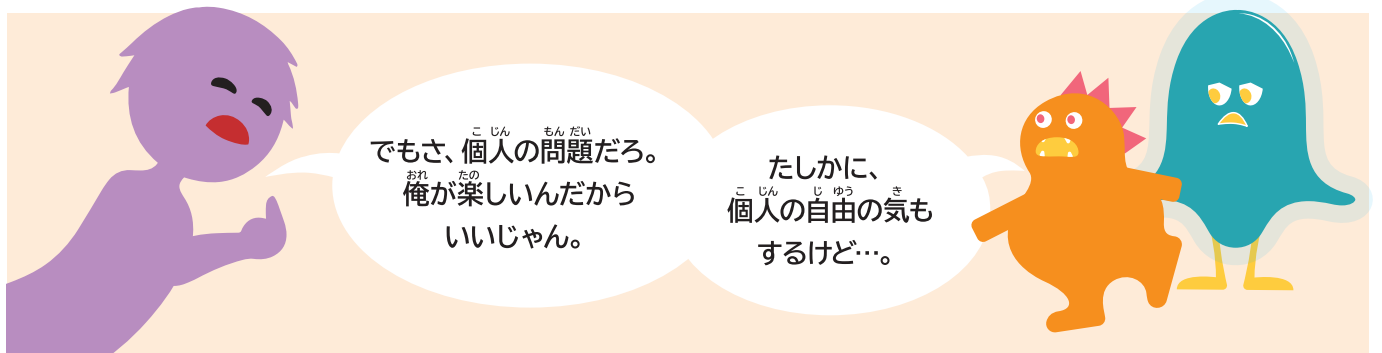 でもさ、個人の問題だろ。
俺が楽しいんだから
いいじゃん。
たしかに、
個人の自由の気も
するけど…。